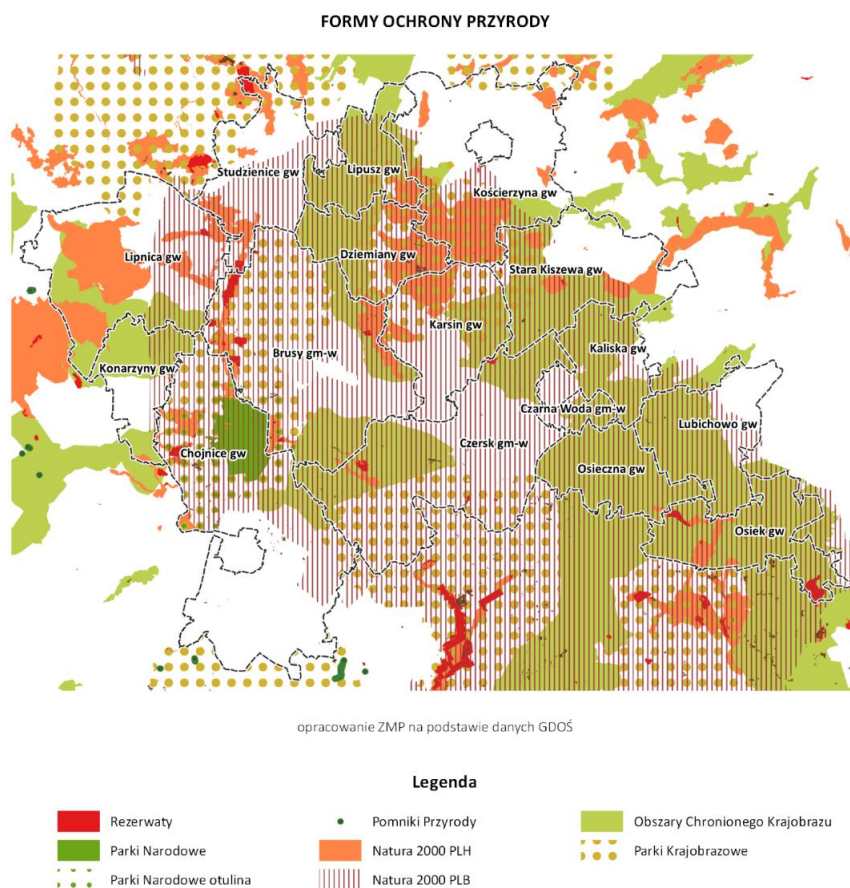 FORMY OCHRONY PRZYRODY
Studzienice gw
Lipusz gw
Kościerzyna gw
Lipnica gw
Dziemiany gw
Stara Kiszewa gw
Karsin gw
Brusy gm-w
Kaliska gw
Konarzyny gw
Czarna Woda gm-w
Lubichowo gw
Czersk gm-w
Chojnice gw
Osieczna gw
Osiek gw
opracowanie ZMP na podstawie danych GDOŚ
Legenda
Rezerwaty
Pomniki Przyrody
Obszary Chronionego Krajobrazu
Parki Narodowe
Natura 2000 PLH
Parki Krajobrazowe
Parki Narodowe otulina
Natura 2000 PLB